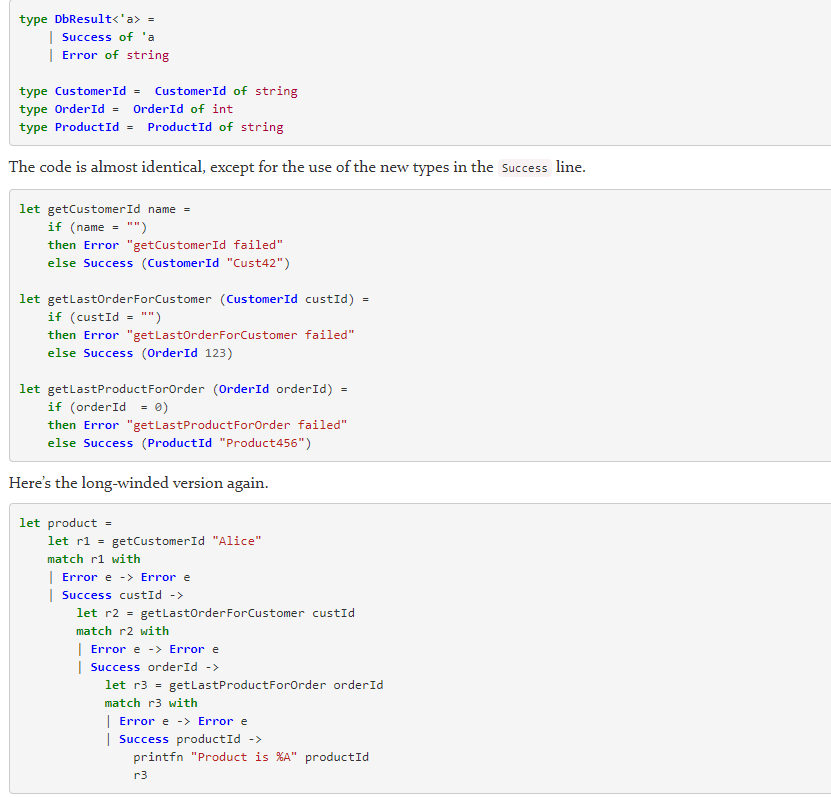 type DbResult<'a> =
    | Success of 'a
    | Error of string

type CustomerId =  CustomerId of string
type OrderId =  OrderId of int
type ProductId =  ProductId of string
The code is almost identical, except for the use of the new types in the Success line.
let getCustomerId name =
    if (name = "")
    then Error "getCustomerId failed"
    else Success (CustomerId "Cust42")

let getLastOrderForCustomer (CustomerId custId) =
    if (custId = "")
    then Error "getLastOrderForCustomer failed"
    else Success (OrderId 123)

let getLastProductForOrder (OrderId orderId) =
    if (orderId  = 0)
    then Error "getLastProductForOrder failed"
    else Success (ProductId "Product456")
Here’s the long-winded version again.
let product =
    let r1 = getCustomerId "Alice"
    match r1 with
    | Error e -> Error e
    | Success custId ->
        let r2 = getLastOrderForCustomer custId
        match r2 with
        | Error e -> Error e
        | Success orderId ->
            let r3 = getLastProductForOrder orderId
            match r3 with
            | Error e -> Error e
            | Success productId ->
                printfn "Product is %A" productId
                r3